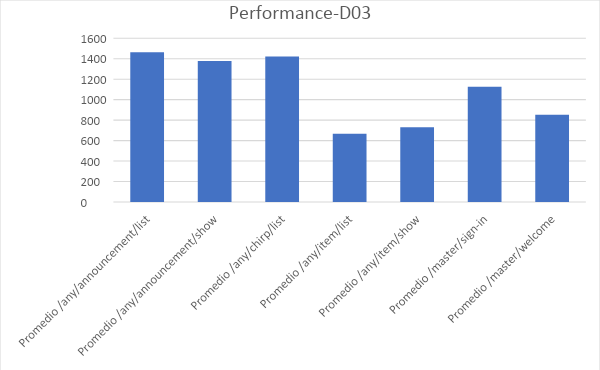 Performance-D03
1600
1400
1200
1000
800
600
400
200
0
Promedio /any/announcement/list
Promedio /any/announcement/show
Promedio /any/chirp/list
Promedio /any/item/list
Promedio /any/item/show
Promedio /master/sign-in
Promedio /master/welcome